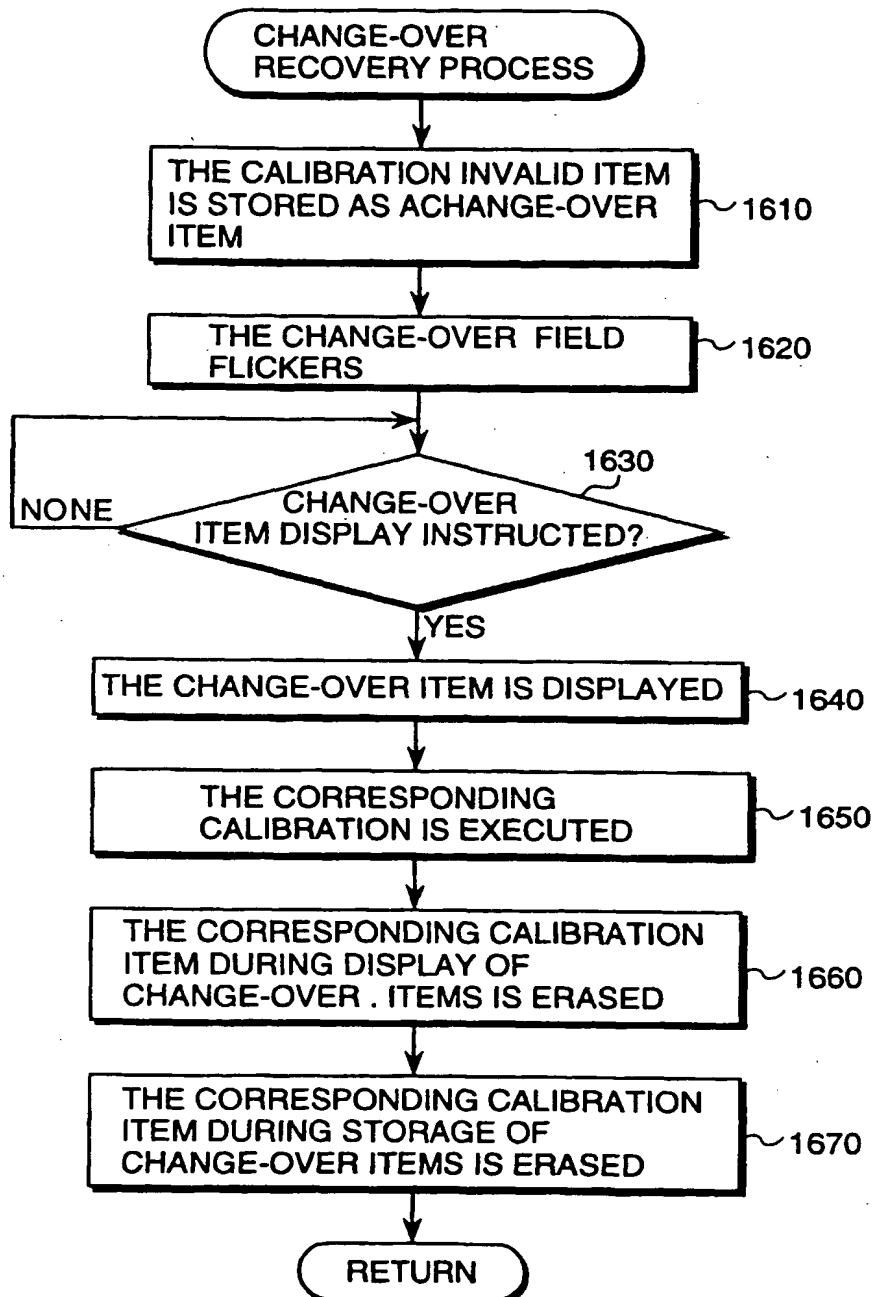 CHANGE-OVER
RECOVERY PROCESS
THE CALIBRATION INVALID ITEM
IS STORED AS ACHANGE-OVER
ITEM
1610
THE CHANGE-OVER FIELD
FLICKERS
1620
1630
CHANGE-OVER
ITEM DISPLAY INSTRUCTED?
NONE
YES
THE CHANGE-OVER ITEM IS DISPLAYED
1640
THE CORRESPONDING
CALIBRATION IS EXECUTED
1650
THE CORRESPONDING CALIBRATION
ITEM DURING DISPLAY OF
CHANGE-OVER . ITEMS IS ERASED
1660
THE CORRESPONDING CALIBRATION
ITEM DURING STORAGE OF
CHANGE-OVER ITEMS IS ERASED
1670
RETURN